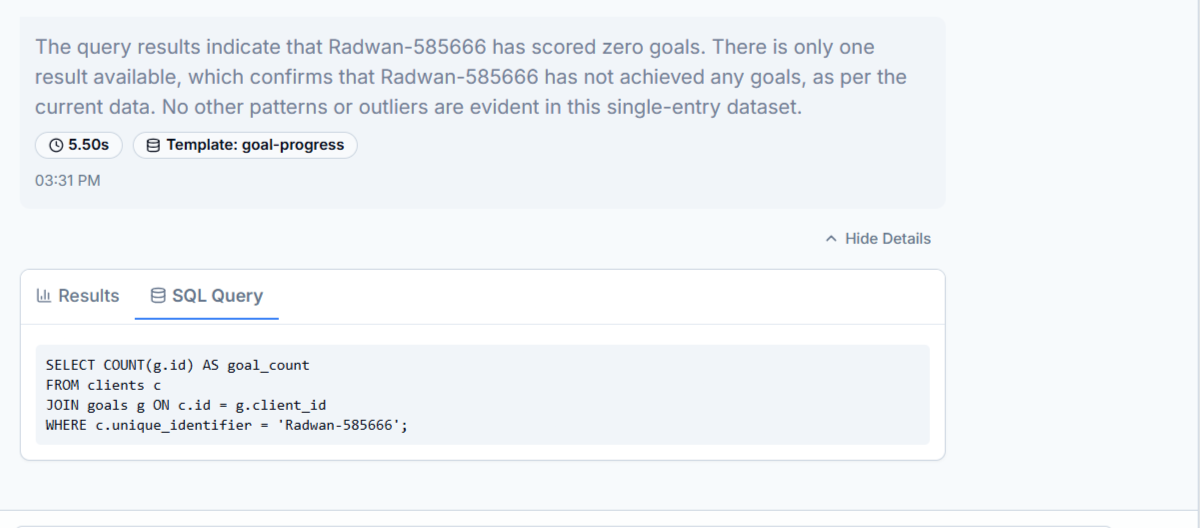 The query results indicate that Radwan-585666 has scored zero goals. There is only one
result available, which confirms that Radwan-585666 has not achieved any goals, as per the
current data. No other patterns or outliers are evident in this single-entry dataset.
5.50s Template: goal-progress
03:31 PM
Hide Details
Results SQL Query
SELECT COUNT(g.id) AS goal_count
FROM clients c
JOIN goals g ON c.id = g.client_id
WHERE c.unique_identifier = 'Radwan-585666';